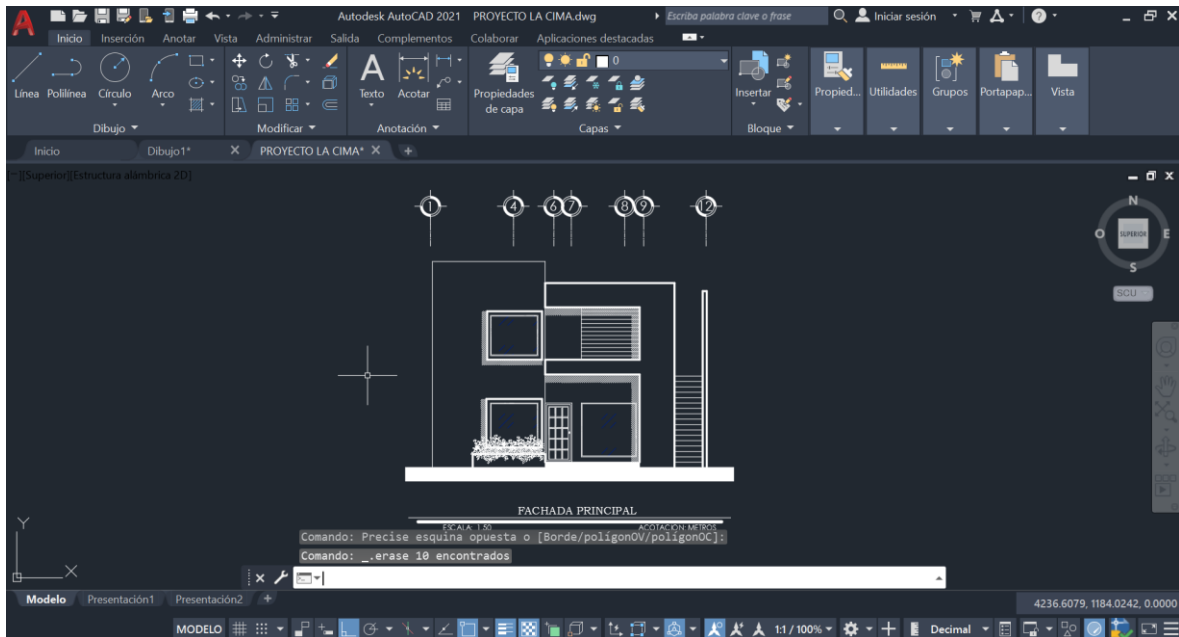 Autodesk AutoCAD 2021 PROYECTO LA CIMA.dwg Escriba palabra clave o frase Iniciar sesión
Inicio Inserción Anotar Vista Administrar Salida Complementos Colaborar Aplicaciones destacadas
0
Línea Polilínea Círculo Arco Texto Acotar Propiedades de capa Insertar Propied... Utilidades Grupos Portapap... Vista
Dibujo Modificar Anotación Capas Bloque
Inicio Dibujo1* PROYECTO LA CIMA*
[−][Superior][Estructura alámbrica 2D]
1 4 6 7 8 9 12
N
O SUPERIOR E
S
SCU
FACHADA PRINCIPAL
ESCALA: 1:50 ACOTACION: METROS
Comando: Precise esquina opuesta o [Borde/polígonOV/polígonOC]:
Comando: _.erase 10 encontrados
Y
X
Modelo Presentación1 Presentación2
4236.6079, 1184.0242, 0.0000
MODELO 1:1 / 100% Decimal